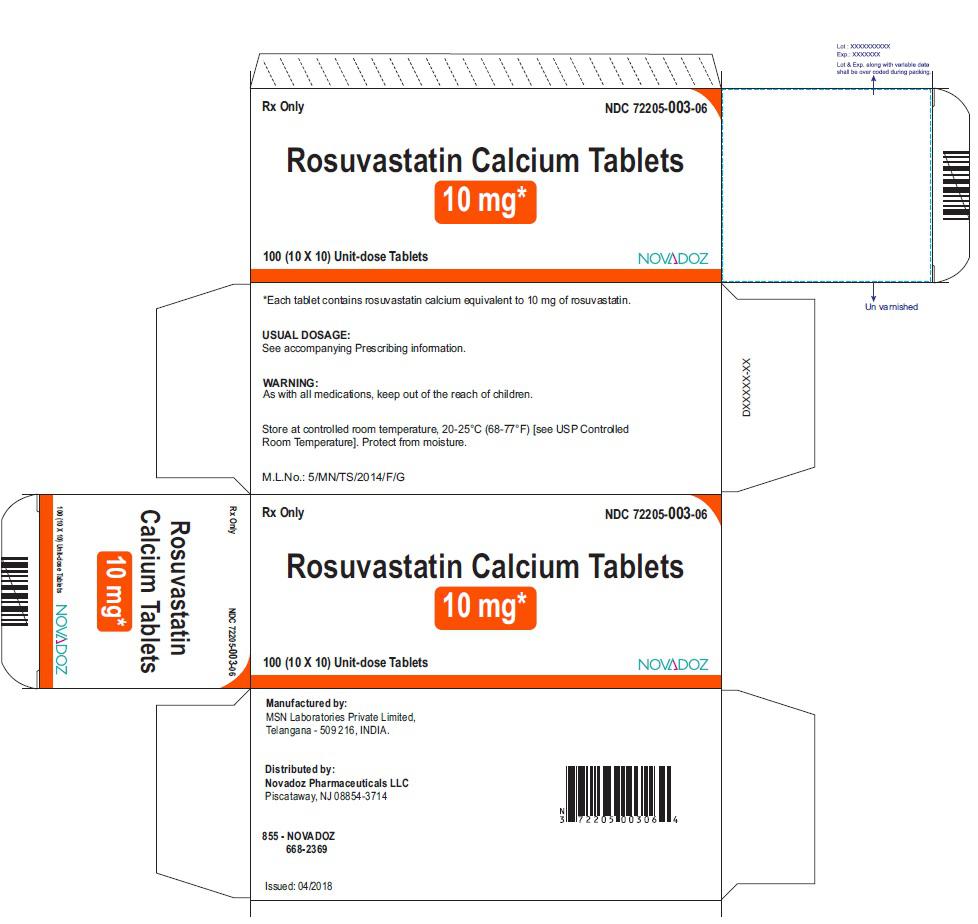 Lot : XXXXXXXXXX
Exp.: XXXXXXX
Lot & Exp. along with variable data
shall be over coded during packing.
Rx Only
NDC 72205-003-06
Rosuvastatin Calcium Tablets
10 mg*
100 (10 X 10) Unit-dose Tablets
NOVADOZ
Un varnished
*Each tablet contains rosuvastatin calcium equivalent to 10 mg of rosuvastatin.
USUAL DOSAGE:
See accompanying Prescribing information.
WARNING:
As with all medications, keep out of the reach of children.
Store at controlled room temperature, 20-25°C (68-77°F) [see USP Controlled
Room Temperature]. Protect from moisture.
M.L.No.: 5/MN/TS/2014/F/G
DXXXXX-XX
Rx Only
NDC 72205-003-06
Rosuvastatin
Calcium Tablets
10 mg*
100 (10 X 10) Unit-dose Tablets
NOVADOZ
Rx Only
NDC 72205-003-06
Rosuvastatin Calcium Tablets
10 mg*
100 (10 X 10) Unit-dose Tablets
NOVADOZ
Manufactured by:
MSN Laboratories Private Limited,
Telangana - 509 216, INDIA.
Distributed by:
Novadoz Pharmaceuticals LLC
Piscataway, NJ 08854-3714
855 - NOVADOZ
668-2369
Issued: 04/2018
N
3 72205 00306 4